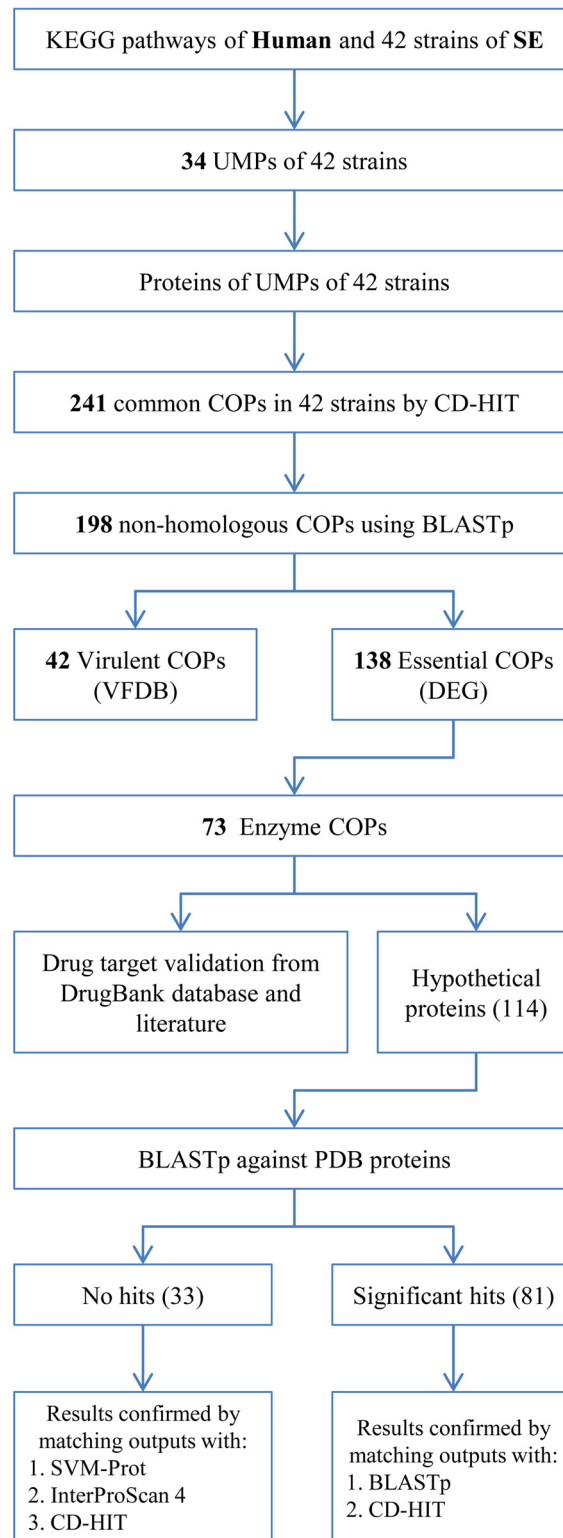 KEGG pathways of Human and 42 strains of SE
34 UMPs of 42 strains
Proteins of UMPs of 42 strains
241 common COPs in 42 strains by CD-HIT
198 non-homologous COPs using BLASTp
42 Virulent COPs
(VFDB)
138 Essential COPs
(DEG)
73 Enzyme COPs
Drug target validation from
DrugBank database and
literature
Hypothetical
proteins (114)
BLASTp against PDB proteins
No hits (33)
Significant hits (81)
Results confirmed by
matching outputs with:
1. SVM-Prot
2. InterProScan 4
3. CD-HIT
Results confirmed by
matching outputs with:
1. BLASTp
2. CD-HIT